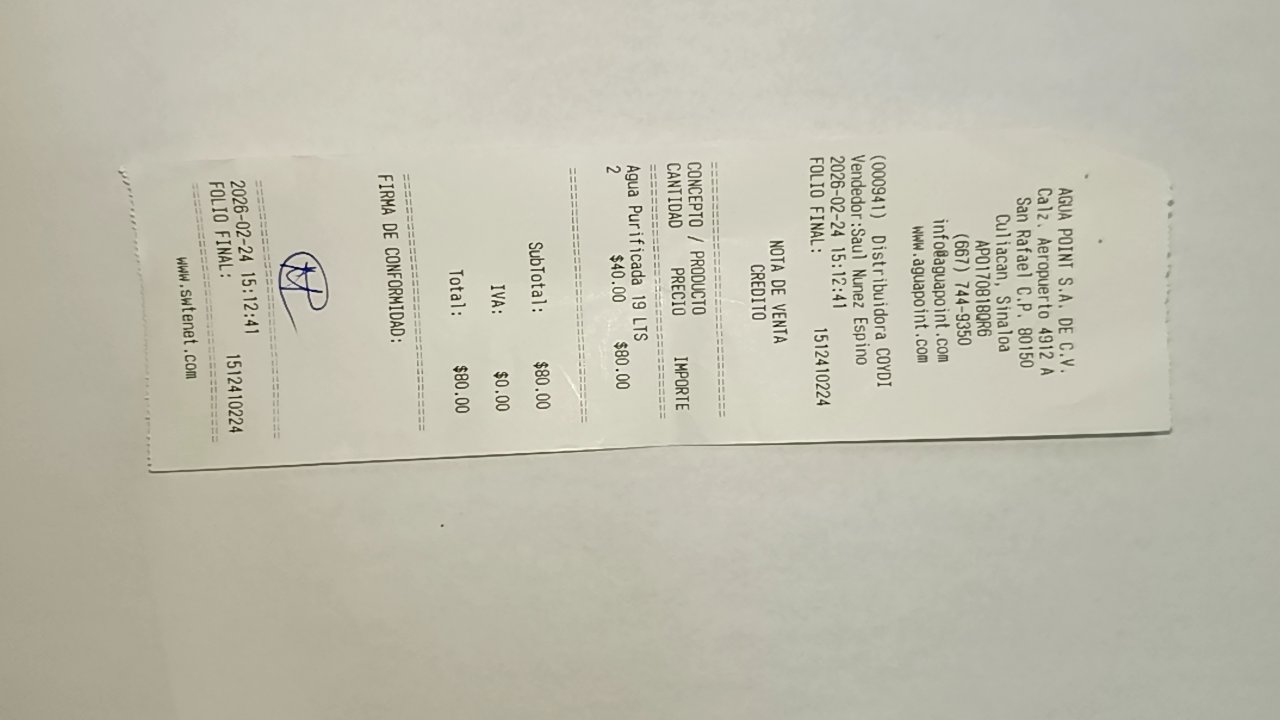 AGUA POINT S.A. DE C.V.
Calz. Aeropuerto 4912 A
San Rafael C.P. 80150
Culiacan, Sinaloa
APO170818QR6
(667) 744-9350
info@aguapoint.com
www.aguapoint.com
(000941) Distribuidora COYDI
Vendedor:Saul Nunez Espino
2026-02-24 15:12:41
FOLIO FINAL: 1512410224
NOTA DE VENTA
CREDITO
==============================
CONCEPTO / PRODUCTO
CANTIDAD PRECIO IMPORTE
==============================
Agua Purificada 19 LTS
2 $40.00 $80.00
==============================
SubTotal: $80.00
IVA: $0.00
Total: $80.00
==============================
FIRMA DE CONFORMIDAD:
==============================
2026-02-24 15:12:41
FOLIO FINAL: 1512410224
==============================
www.swtenet.com